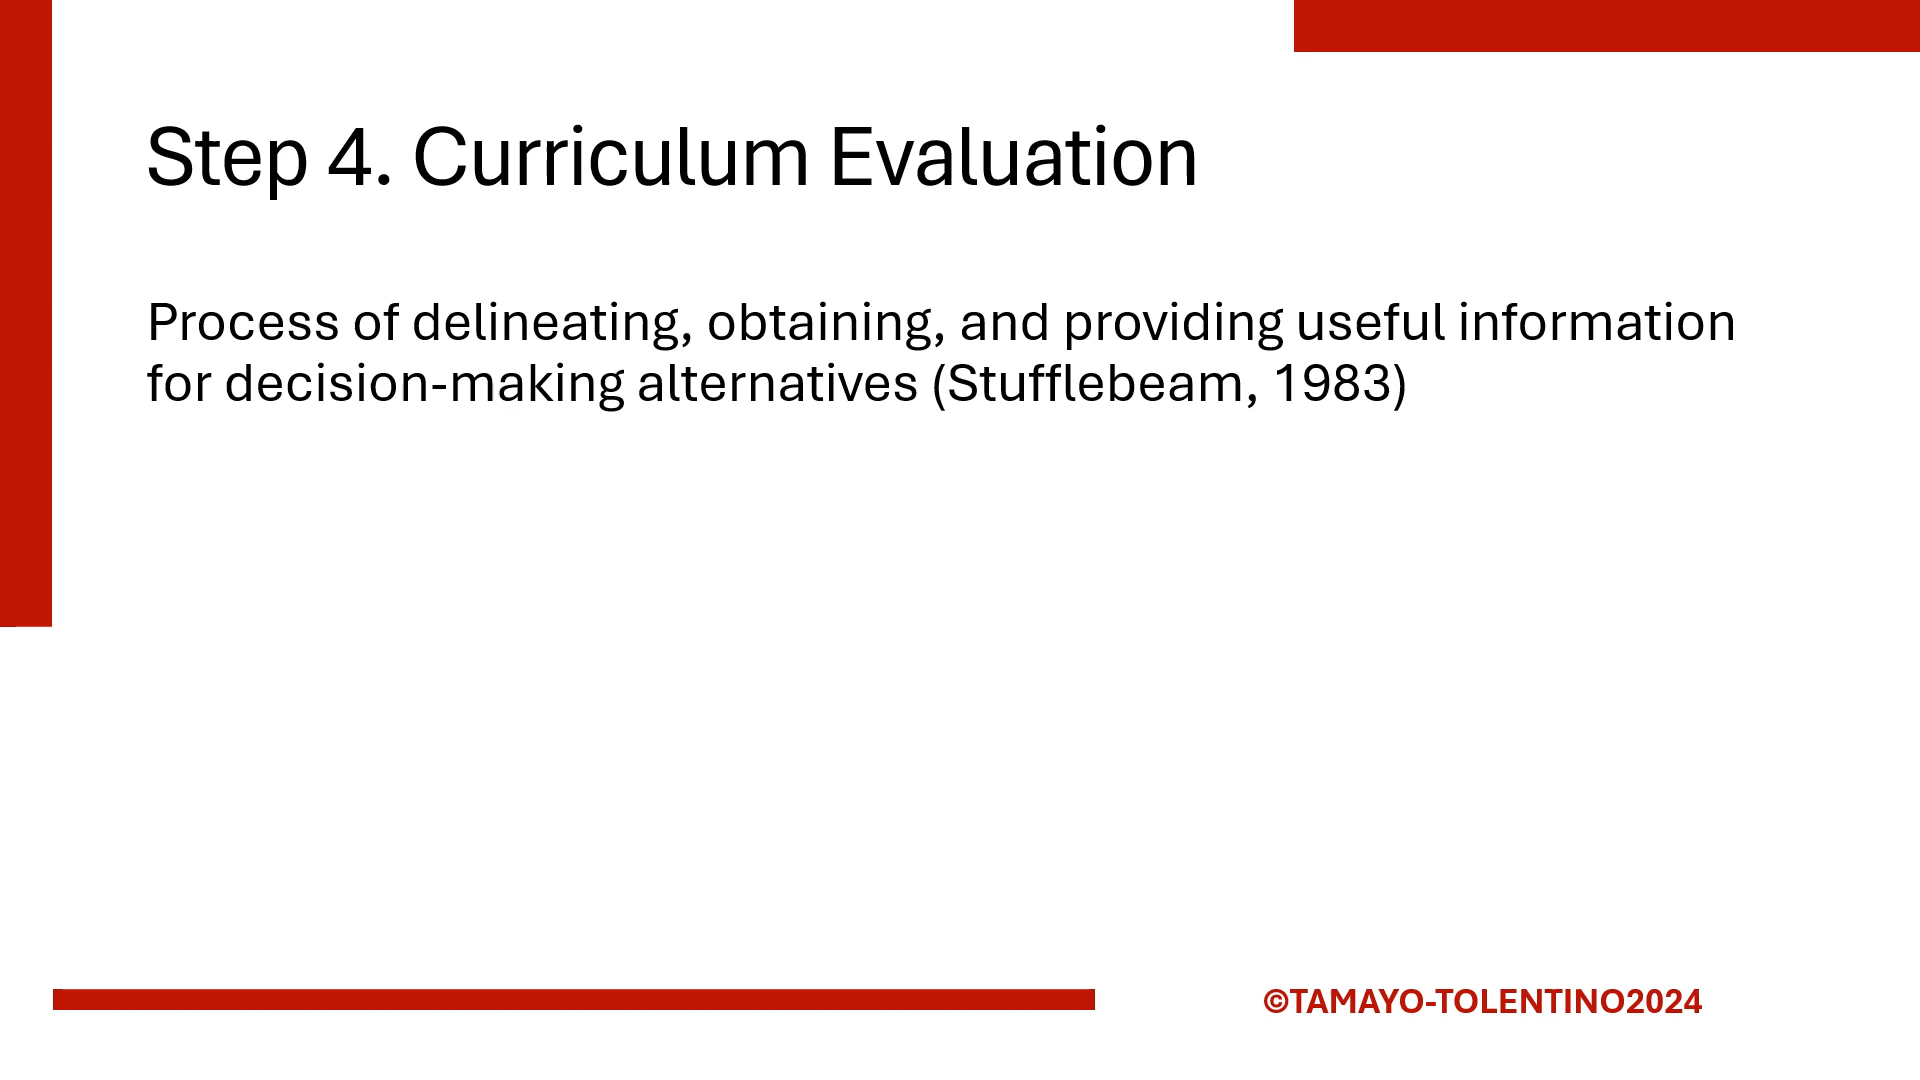 Step 4. Curriculum Evaluation
Process of delineating, obtaining, and providing useful information
for decision-making alternatives (Stufflebeam, 1983)
©TAMAYO-TOLENTINO2024